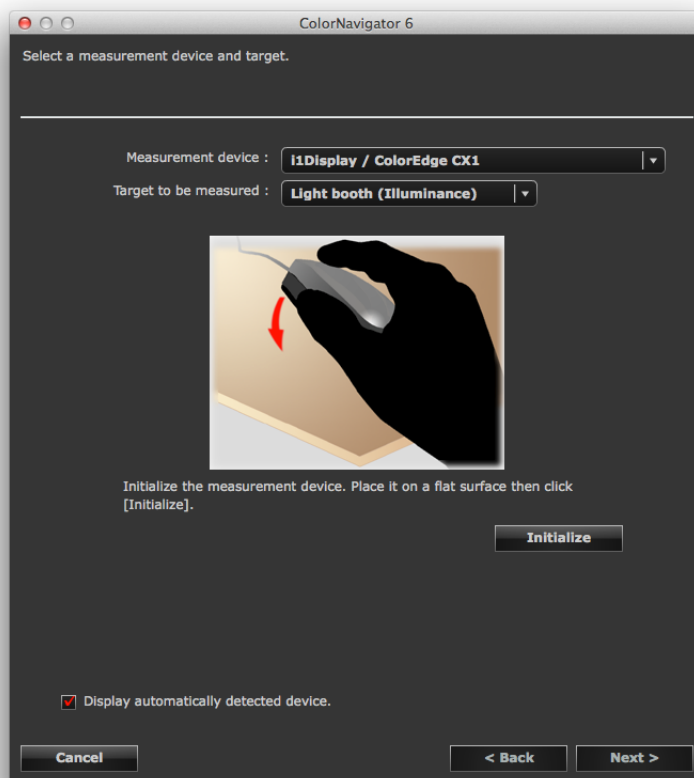 ColorNavigator 6
Select a measurement device and target.
Measurement device : i1Display / ColorEdge CX1
Target to be measured : Light booth (Illuminance)
Initialize the measurement device. Place it on a flat surface then click
[Initialize].
Initialize
Display automatically detected device.
Cancel < Back Next >